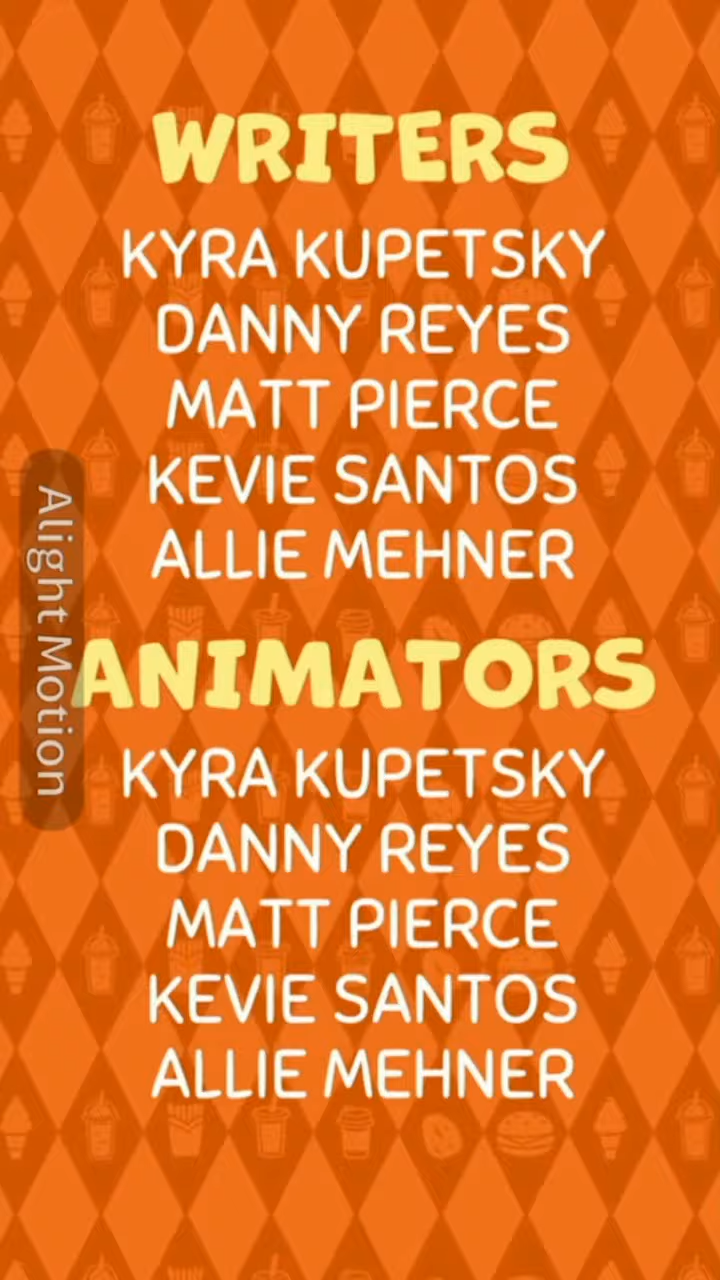 WRITERS
KYRA KUPETSKY
DANNY REYES
MATT PIERCE
KEVIE SANTOS
ALLIE MEHNER
Alight Motion
ANIMATORS
KYRA KUPETSKY
DANNY REYES
MATT PIERCE
KEVIE SANTOS
ALLIE MEHNER